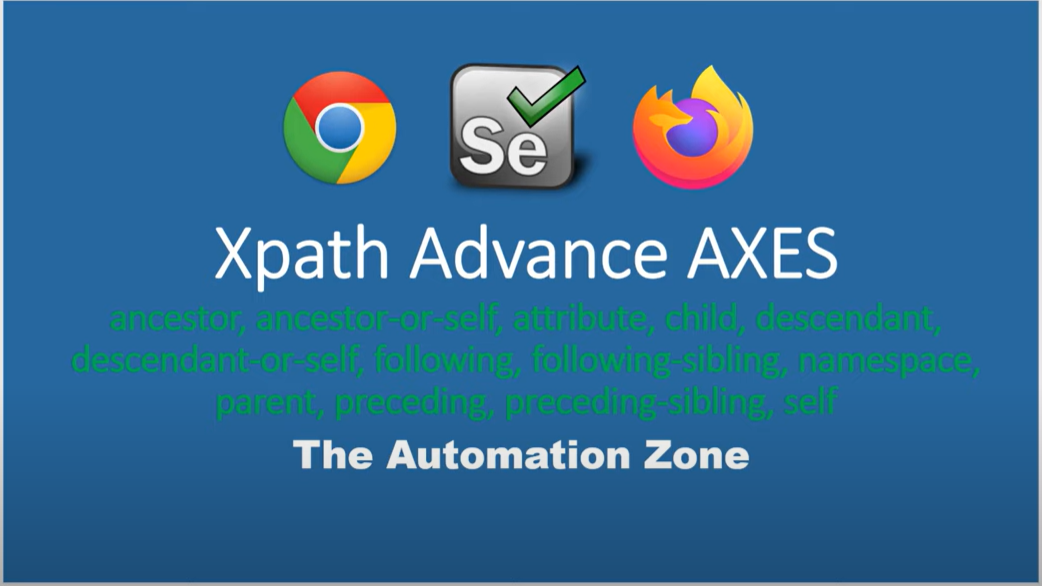 Se
Xpath Advance AXES
ancestor, ancestor-or-self, attribute, child, descendant,
descendant-or-self, following, following-sibling, namespace,
parent, preceding, preceding-sibling, self
The Automation Zone